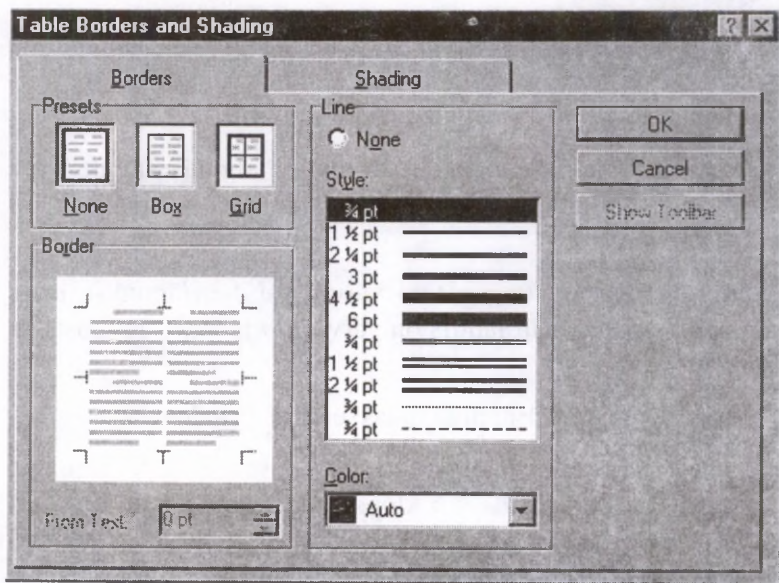 Table Borders and Shading
Borders
Shading
Presets
None
Box
Grid
Border
From Text:
0 pt
Line
None
Style:
¾ pt
1 ½ pt
2 ¼ pt
3 pt
4 ½ pt
6 pt
¾ pt
1 ½ pt
2 ¼ pt
¾ pt
¾ pt
Color:
Auto
OK
Cancel
Show Toolbar